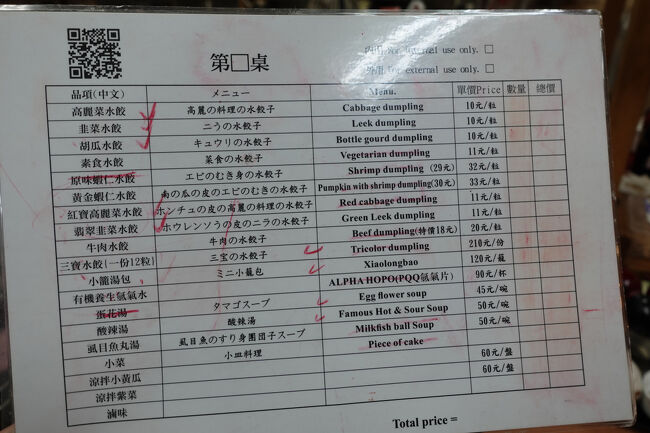 第□桌
內用 For internal use only. □
外用 For external use only. □
品項(中文) メニュー Menu. 單價Price 數量 總價
高麗菜水餃 高麗の料理の水餃子 Cabbage dumpling 10元/粒
韭菜水餃 ニうの水餃子 Leek dumpling 10元/粒
胡瓜水餃 キュウリの水餃子 Bottle gourd dumpling 10元/粒
素食水餃 菜食の水餃子 Vegetarian dumpling 11元/粒
原味蝦仁水餃 エビのむき身の水餃子 Shrimp dumpling (29元) 32元/粒
黃金蝦仁水餃 南の瓜の皮のエビのむきの水餃子 Pumpkin with shrimp dumpling(30元) 33元/粒
紅寶高麗菜水餃 ホンチュの皮の高麗の料理の水餃子 Red cabbage dumpling 11元/粒
翡翠韭菜水餃 ホウレンソウの皮のニラの水餃子 Green Leek dumpling 11元/粒
牛肉水餃 牛肉の水餃子 Beef dumpling(特價18元) 20元/粒
三寶水餃(一份12粒) 三宝の水餃子 Tricolor dumpling 210元/份
小籠湯包 ミニ小籠包 Xiaolongbao 120元/籠
有機養生氫氣水 ALPHA HOPO(PQQ氫氣片) 90元/杯
蛋花湯 タマゴスープ Egg flower soup 45元/碗
酸辣湯 酸辣湯 Famous Hot & Sour Soup 50元/碗
虱目魚丸湯 虱目魚のすり身團団子スープ Milkfish ball Soup 50元/碗
小菜 小皿料理 Piece of cake
涼拌小黃瓜 60元/盤
涼拌紫菜 60元/盤
滷味
Total price =